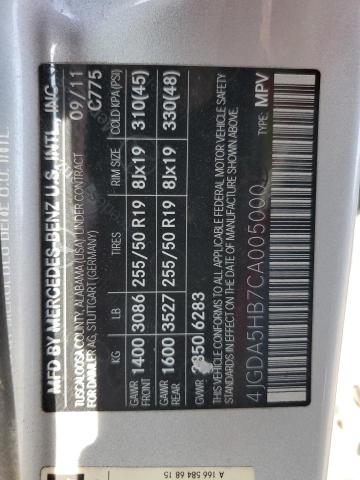 MFD BY MERCEDES-BENZ U.S. INTL., INC.
TUSCALOOSA COUNTY, ALABAMA (USA) UNDER CONTRACT 09/11
FOR DAIMLER AG, STUTTGART (GERMANY) C775
KG LB TIRES RIM SIZE COLD KPA(PSI)
GAWR FRONT 1400 3086 255/50 R19 8Jx19 310(45)
GAWR REAR 1600 3527 255/50 R19 8Jx19 330(48)
GVWR 2850 6283
THIS VEHICLE CONFORMS TO ALL APPLICABLE FEDERAL MOTOR VEHICLE SAFETY
STANDARDS IN EFFECT ON THE DATE OF MANUFACTURE SHOWN ABOVE.
4JGDA5HB7CA005000 TYPE: MPV
A 166 584 68 15